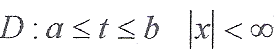 D : a ≤ t ≤ b |x| < ∞